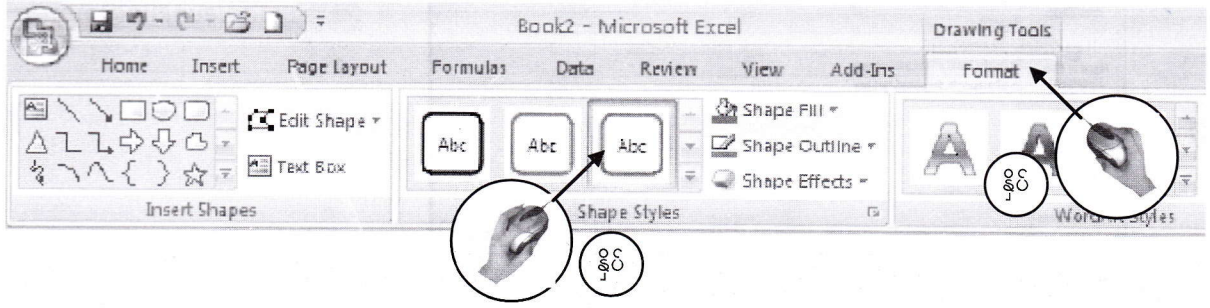 Book2 - Microsoft Excel
Drawing Tools
Home Insert Page Layout Formulas Data Review View Add-Ins Format
Edit Shape
Text Box
Abc Abc Abc
Shape Fill
Shape Outline
Shape Effects
A A
Insert Shapes
Shape Styles
Styles
နှိပ်
နှိပ်